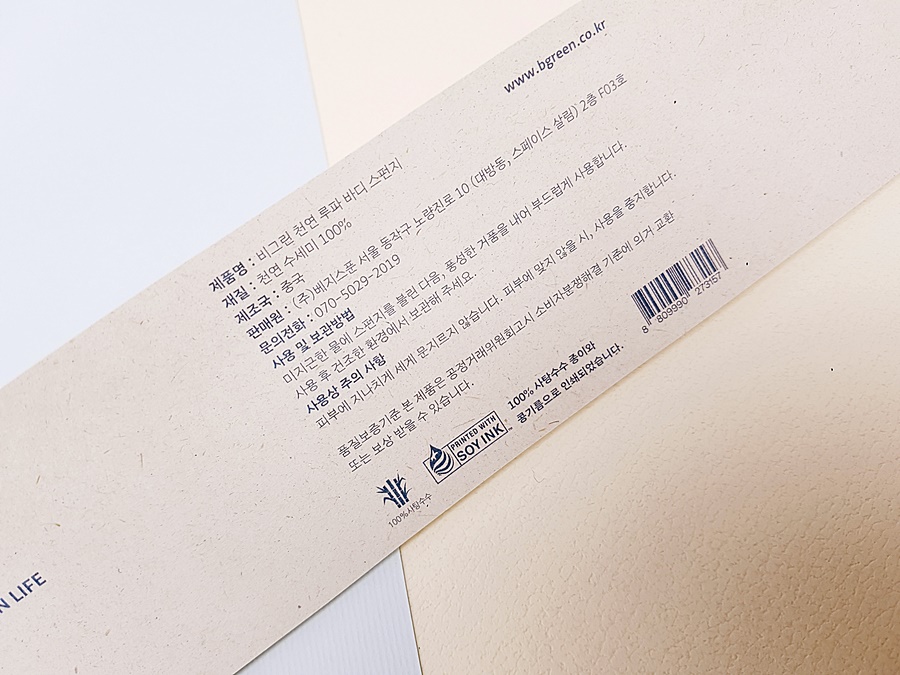 www.bgreen.co.kr
제품명 : 비그린 천연 루파 바디 스펀지
재질 : 천연 수세미 100%
제조국 : 중국
판매원 : (주)베지스푼 서울 동작구 노량진로 10 (대방동, 스페이스 살림) 2층 F03호
문의전화 : 070-5029-2019
사용 및 보관방법
미지근한 물에 스펀지를 불린 다음, 풍성한 거품을 내어 부드럽게 사용합니다.
사용 후 건조한 환경에서 보관해 주세요.
사용상 주의 사항
피부에 지나치게 세게 문지르지 않습니다. 피부에 맞지 않을 시, 사용을 중지합니다.
품질보증기준 본 제품은 공정거래위원회고시 소비자분쟁해결 기준에 의거 교환
또는 보상 받을 수 있습니다.
8 809990 273157
100% 사탕수수
PRINTED WITH
SOY INK™
100% 사탕수수 종이와
콩기름으로 인쇄되었습니다.
N LIFE